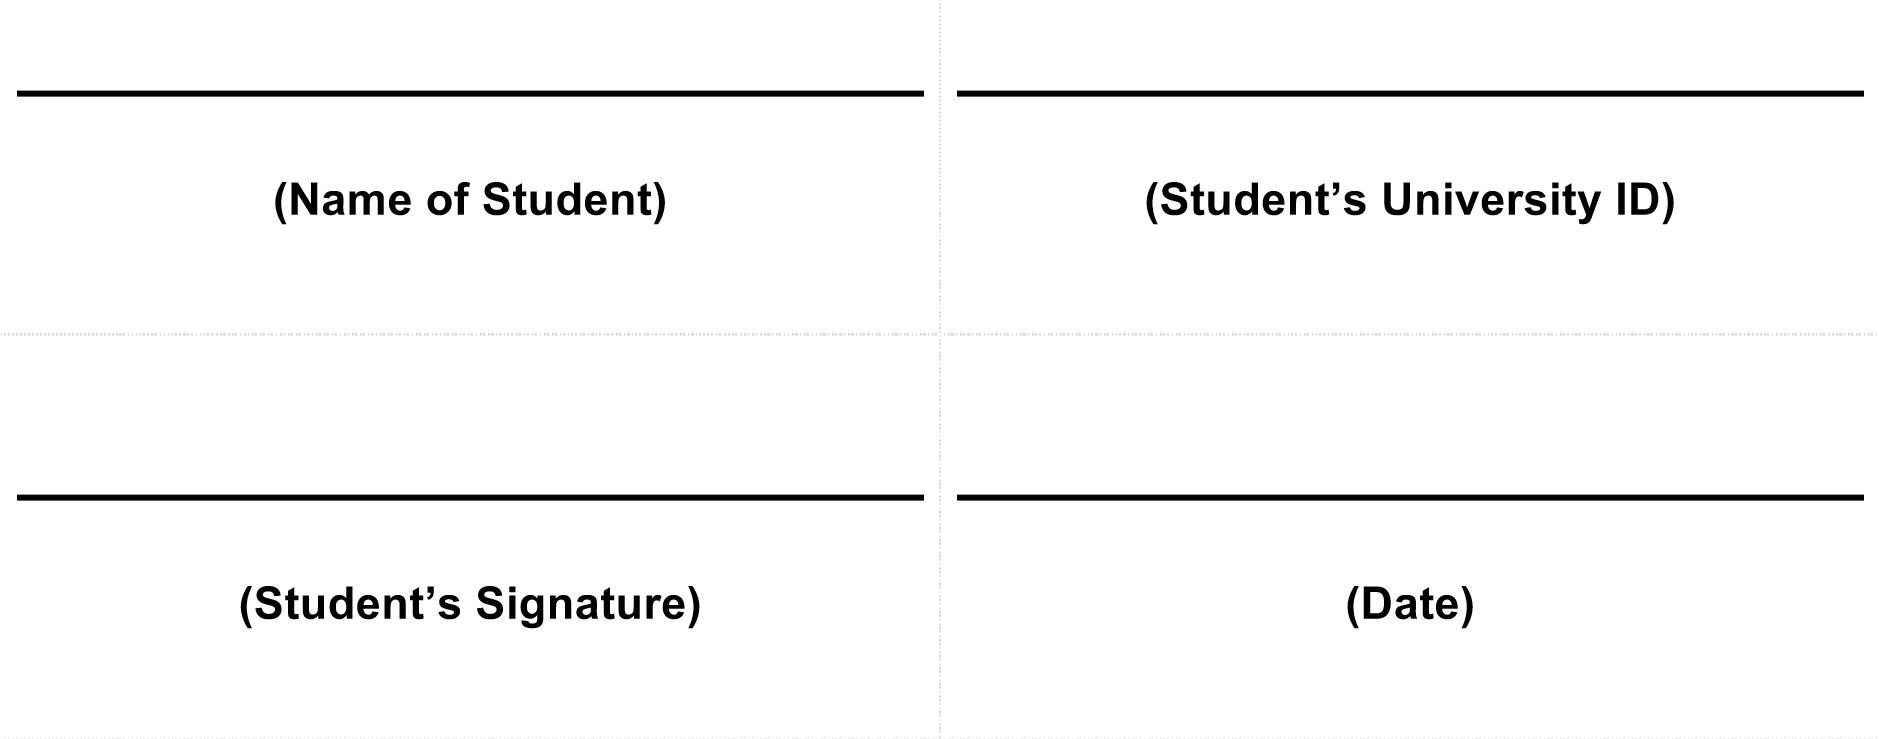 (Name of Student)
(Student’s University ID)
(Student’s Signature)
(Date)